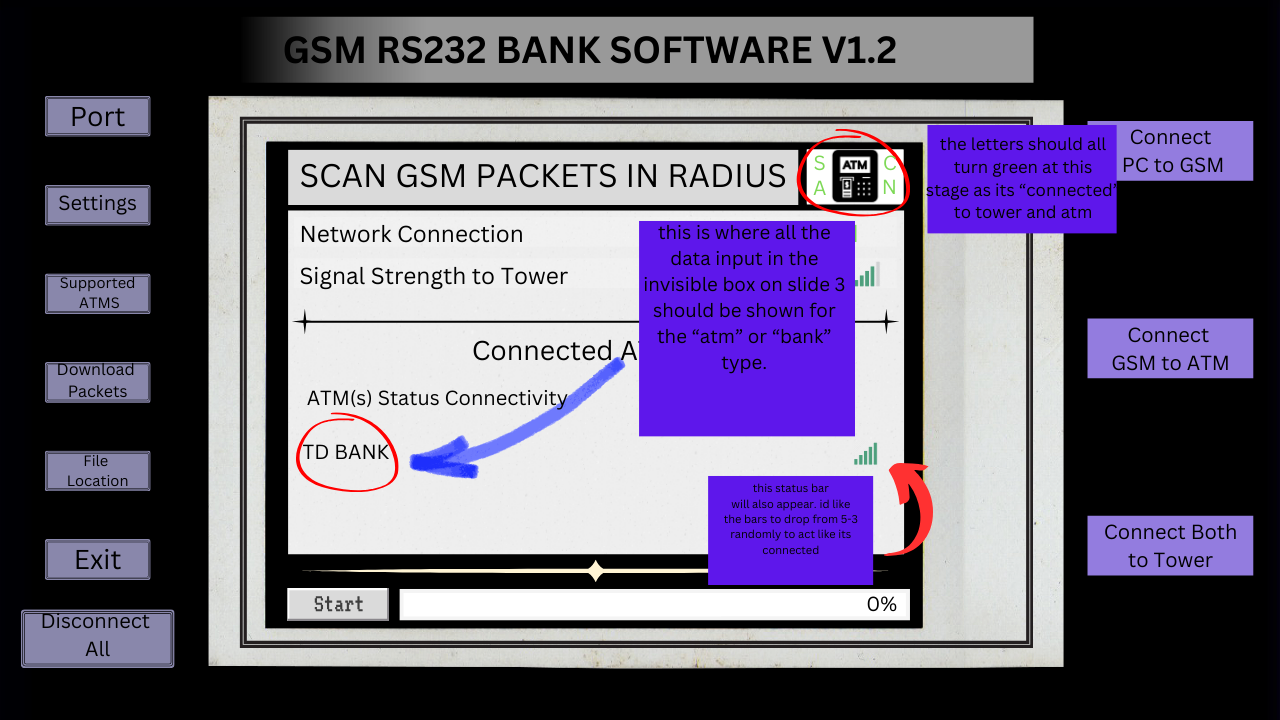 GSM RS232 BANK SOFTWARE V1.2
Port
Settings
Supported
ATMS
Download
Packets
File
Location
Exit
Disconnect
All
SCAN GSM PACKETS IN RADIUS
S
A
ATM
$
C
N
Network Connection
Signal Strength to Tower
Connected A
ATM(s) Status Connectivity
TD BANK
this is where all the
data input in the
invisible box on slide 3
should be shown for
the “atm” or “bank”
type.
this status bar
will also appear. id like
the bars to drop from 5-3
randomly to act like its
connected
Start
0%
the letters should all
turn green at this
stage as its “connected”
to tower and atm
Connect
PC to GSM
Connect
GSM to ATM
Connect Both
to Tower